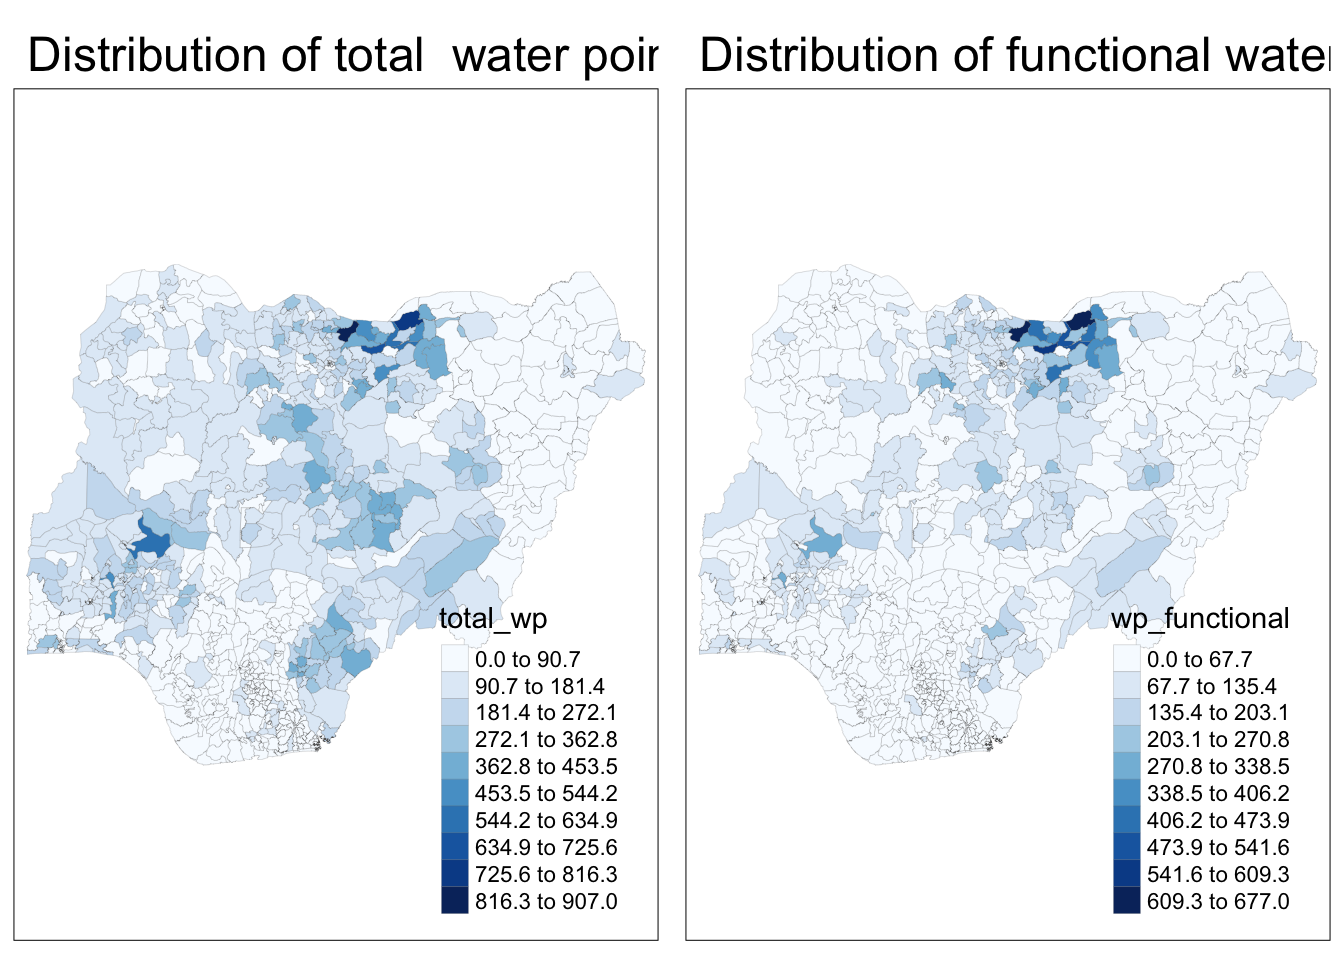 Distribution of total  water poin
Distribution of functional water
total_wp
0.0 to 90.7
90.7 to 181.4
181.4 to 272.1
272.1 to 362.8
362.8 to 453.5
453.5 to 544.2
544.2 to 634.9
634.9 to 725.6
725.6 to 816.3
816.3 to 907.0
wp_functional
0.0 to 67.7
67.7 to 135.4
135.4 to 203.1
203.1 to 270.8
270.8 to 338.5
338.5 to 406.2
406.2 to 473.9
473.9 to 541.6
541.6 to 609.3
609.3 to 677.0